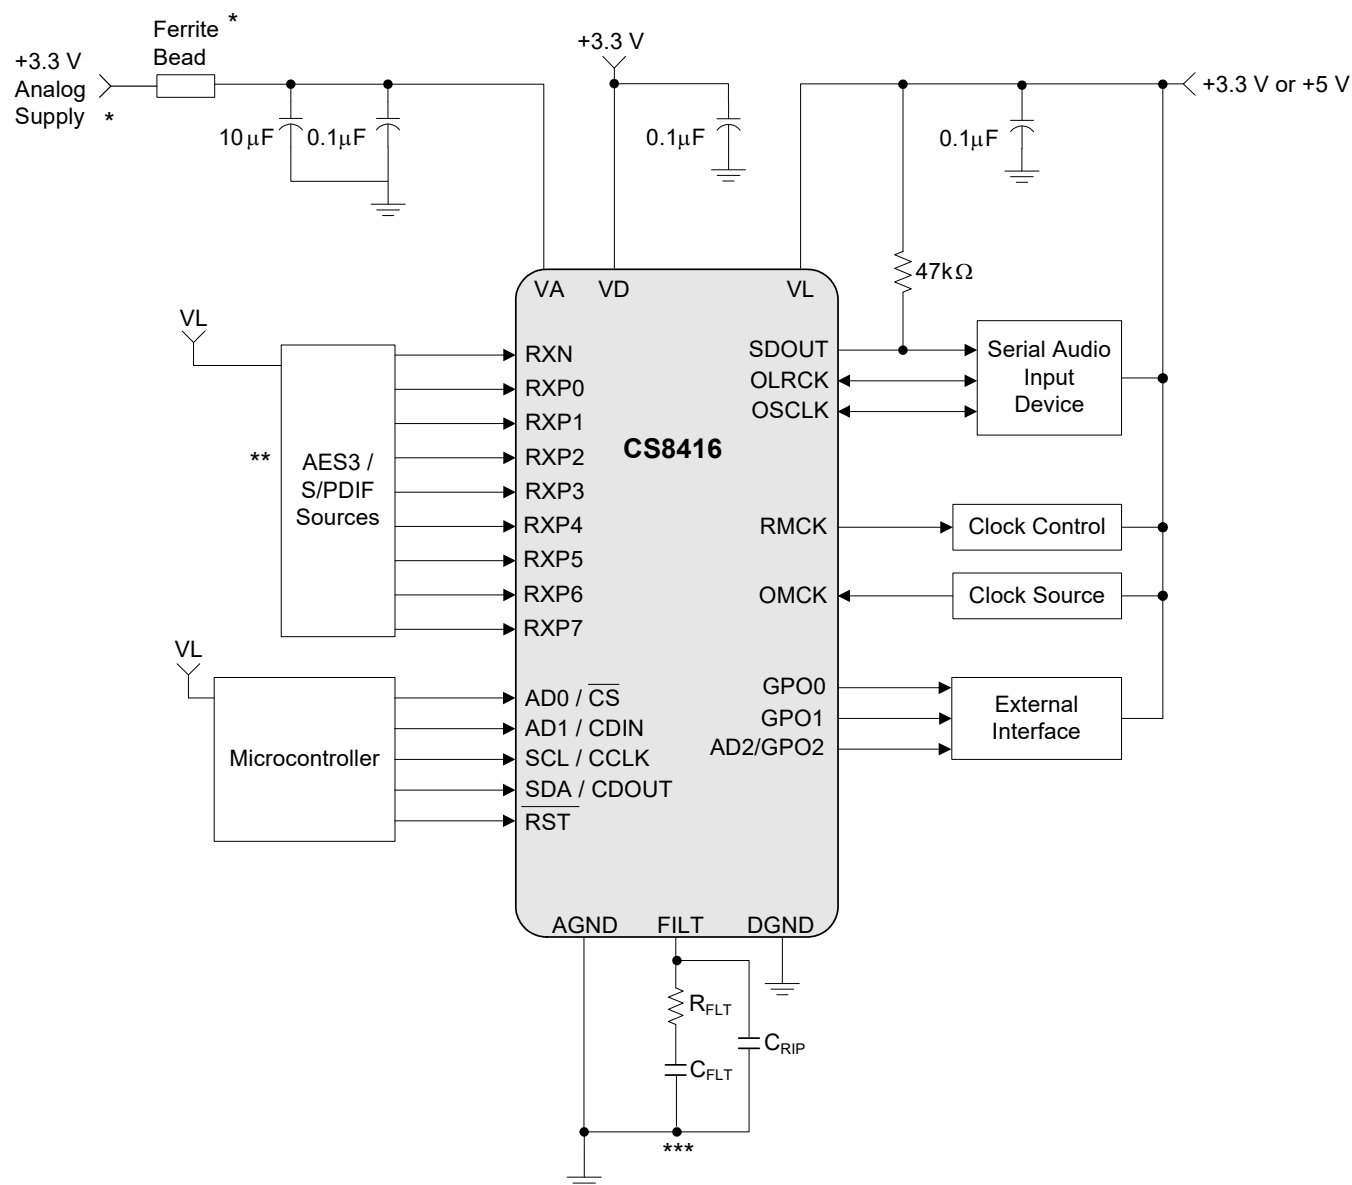 Ferrite *
Bead
+3.3 V
Analog
Supply *
10 µF
0.1µF
+3.3 V
0.1µF
+3.3 V or +5 V
0.1µF
47kΩ
VA
VD
VL
VL
AES3 /
S/PDIF
Sources
**
RXN
RXP0
RXP1
RXP2
RXP3
RXP4
RXP5
RXP6
RXP7
CS8416
SDOUT
OLRCK
OSCLK
Serial Audio
Input
Device
RMCK
Clock Control
OMCK
Clock Source
VL
Microcontroller
AD0 / C̅S̅
AD1 / CDIN
SCL / CCLK
SDA / CDOUT
R̅S̅T̅
GPO0
GPO1
AD2/GPO2
External
Interface
AGND
FILT
DGND
RFLT
CRIP
CFLT
***